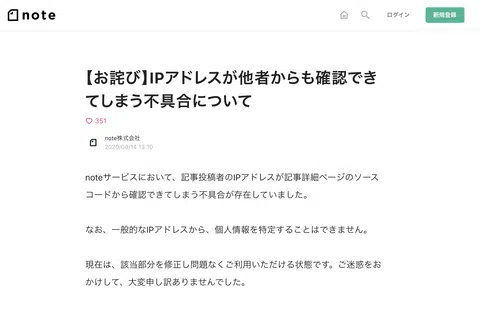 note
ログイン
新規登録
【お詫び】IPアドレスが他者からも確認でき
てしまう不具合について
351
note株式会社
2020/08/14 13:10
noteサービスにおいて、記事投稿者のIPアドレスが記事詳細ページのソース
コードから確認できてしまう不具合が存在していました。
なお、一般的なIPアドレスから、個人情報を特定することはできません。
現在は、該当部分を修正し問題なくご利用いただける状態です。ご迷惑をお
かけして、大変申し訳ありませんでした。